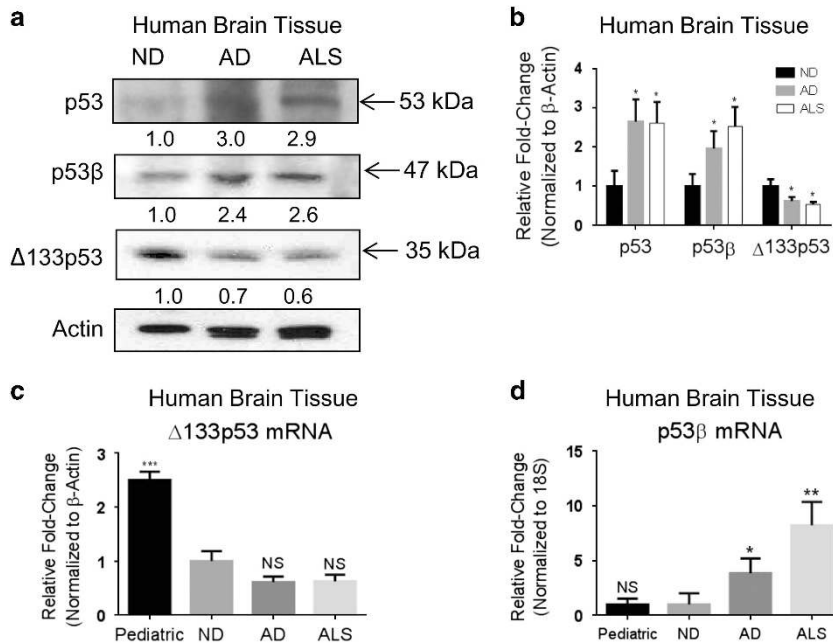 a
Human Brain Tissue
ND AD ALS
p53
53 kDa
1.0 3.0 2.9
p53β
47 kDa
1.0 2.4 2.6
Δ133p53
35 kDa
1.0 0.7 0.6
Actin
b
Human Brain Tissue
Relative Fold-Change
(Normalized to β-Actin)
4
3
2
1
0
* * * * * *
ND
AD
ALS
p53 p53β Δ133p53
c
Human Brain Tissue
Δ133p53 mRNA
Relative Fold-Change
(Normalized to β-Actin)
3
2
1
0
*** NS NS
Pediatric ND AD ALS
d
Human Brain Tissue
p53β mRNA
Relative Fold-Change
(Normalized to 18S)
15
10
5
0
NS * **
Pediatric ND AD ALS